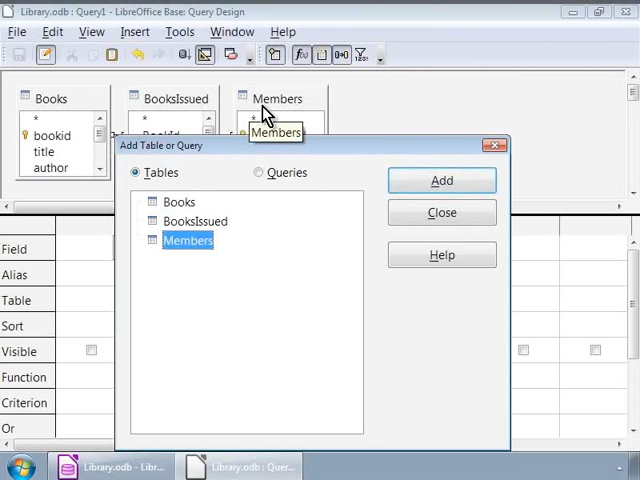 Library.odb : Query1 - LibreOffice Base: Query Design
File Edit View Insert Tools Window Help
Books
*
bookid
title
author
BooksIssued
*
Members
*
Members
Add Table or Query
Tables
Queries
Books
BooksIssued
Members
Add
Close
Help
Field
Alias
Table
Sort
Visible
Function
Criterion
Or
Library.odb - Libr...
Library.odb : Query...